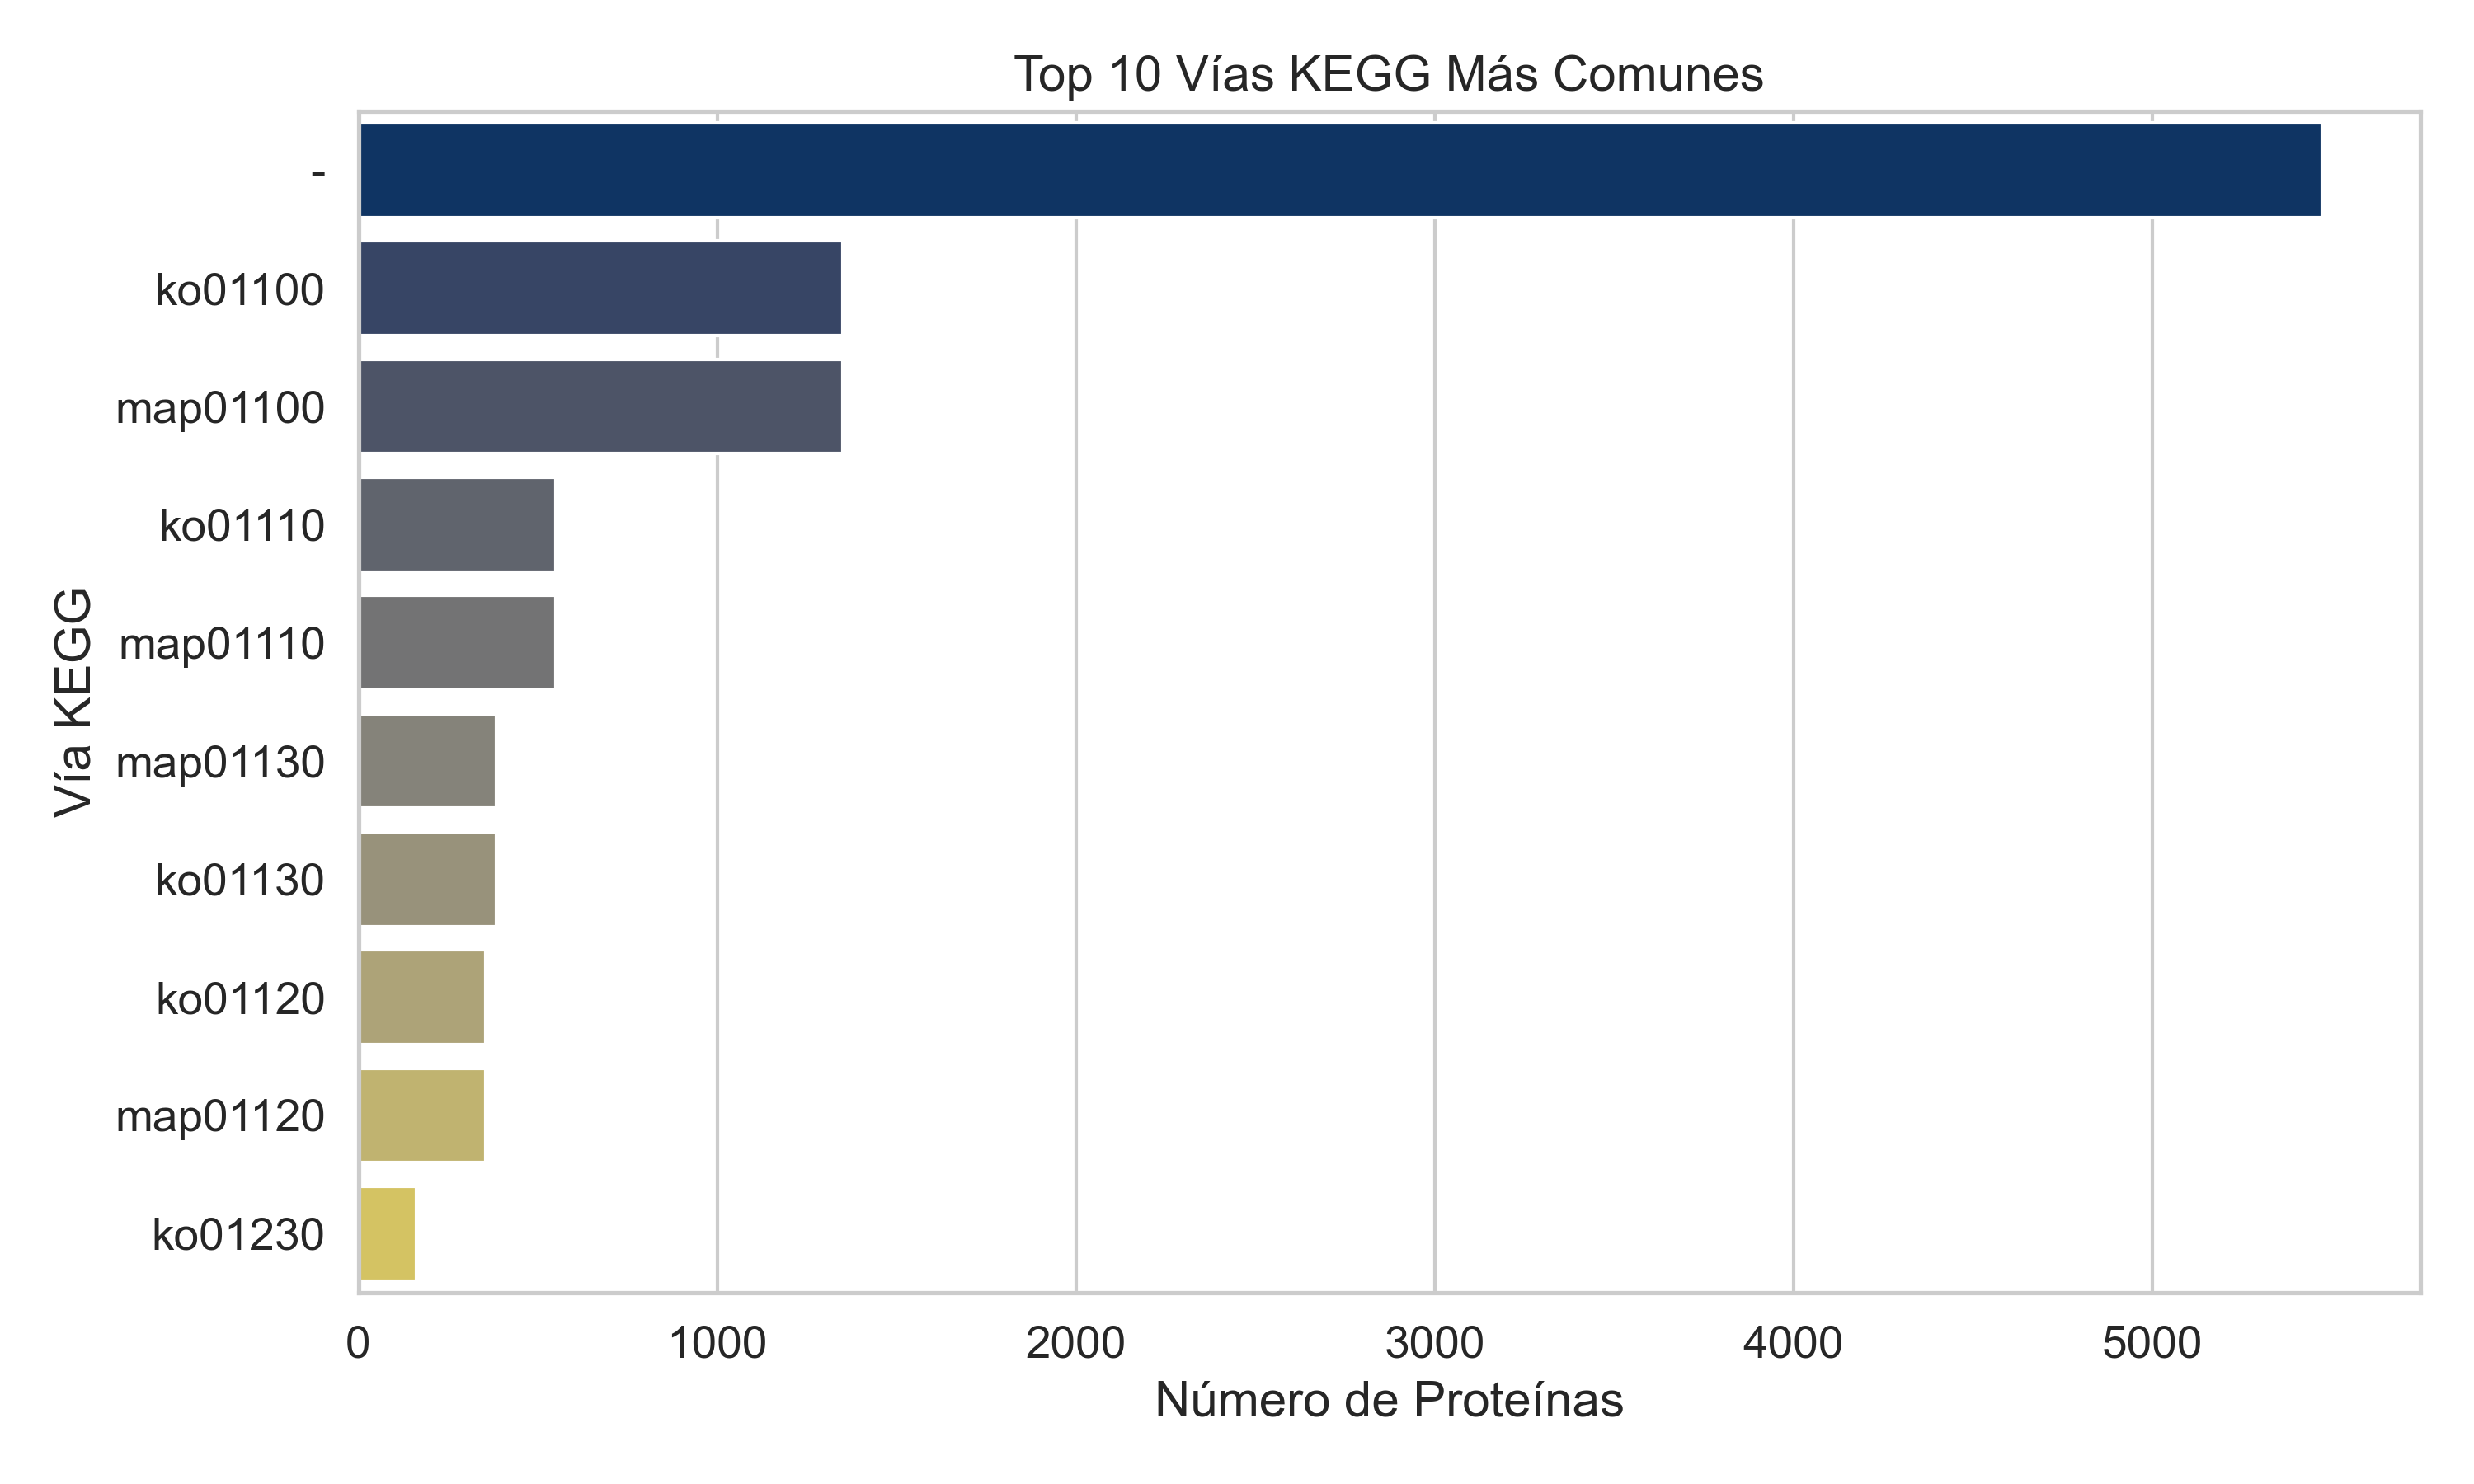 Top 10 Vías KEGG Más Comunes
Vía KEGG
-
ko01100
map01100
ko01110
map01110
map01130
ko01130
ko01120
map01120
ko01230
0 1000 2000 3000 4000 5000
Número de Proteínas